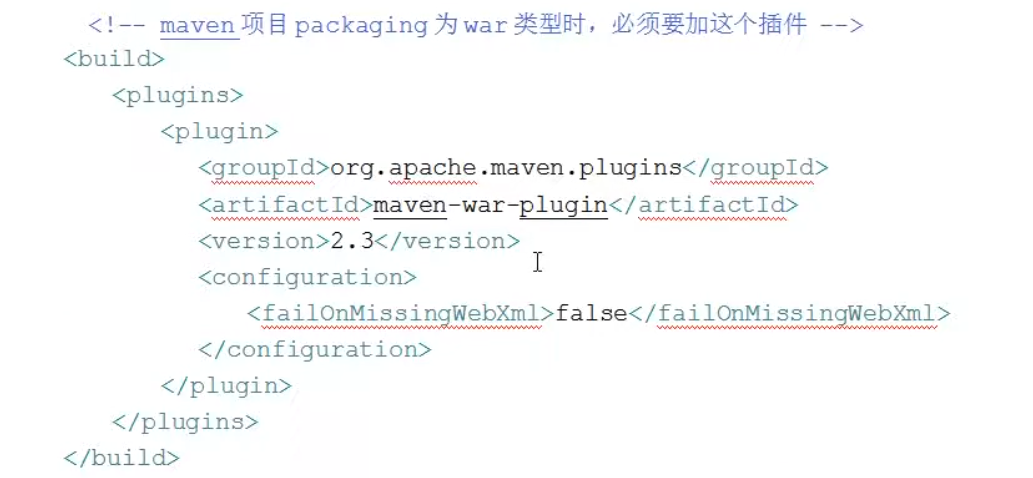 <!-- maven 项目 packaging 为 war 类型时，必须要加这个插件 -->
<build>
<plugins>
<plugin>
<groupId>org.apache.maven.plugins</groupId>
<artifactId>maven-war-plugin</artifactId>
<version>2.3</version>
<configuration>
<failOnMissingWebXml>false</failOnMissingWebXml>
</configuration>
</plugin>
</plugins>
</build>